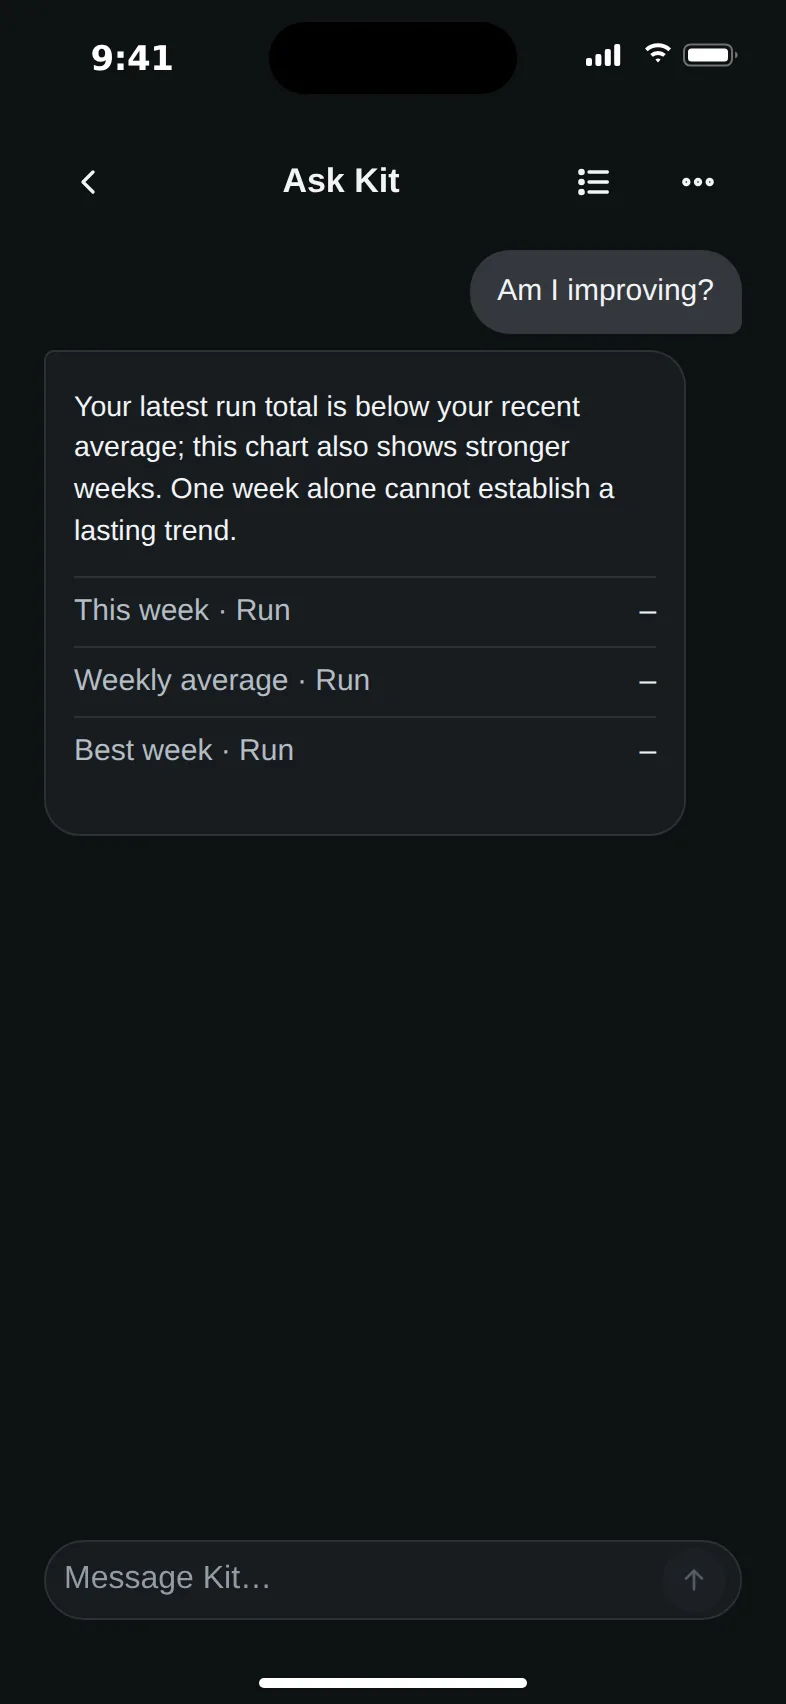 9:41
Ask Kit
Am I improving?
Your latest run total is below your recent
average; this chart also shows stronger
weeks. One week alone cannot establish a
lasting trend.
This week · Run –
Weekly average · Run –
Best week · Run –
Message Kit…